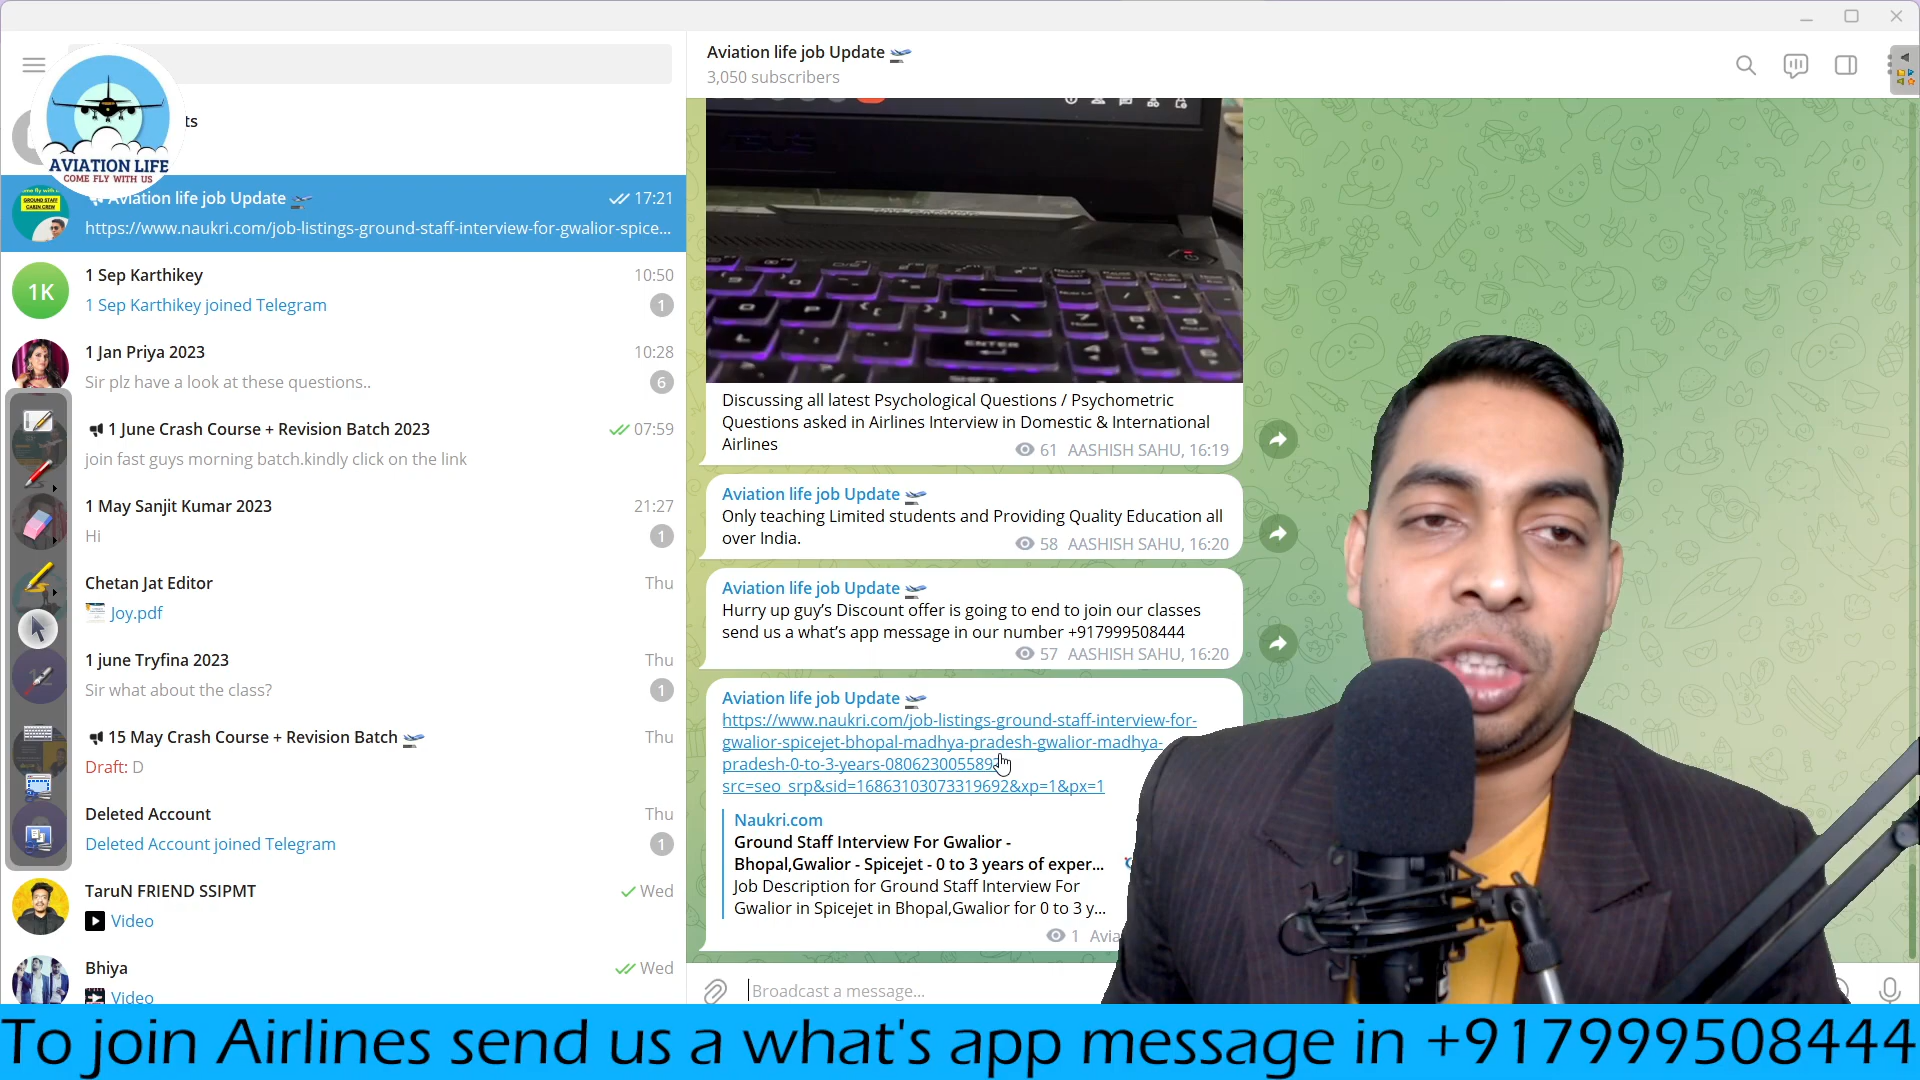 Aviation life job Update
3,050 subscribers
ts
AVIATION LIFE
COME FLY WITH US
GROUND STAFF
CABIN CREW
Aviation life job Update
17:21
https://www.naukri.com/job-listings-ground-staff-interview-for-gwalior-spice...
1K
1 Sep Karthikey
10:50
1 Sep Karthikey joined Telegram
1
1 Jan Priya 2023
10:28
Sir plz have a look at these questions..
6
1 June Crash Course + Revision Batch 2023
07:59
join fast guys morning batch.kindly click on the link
1 May Sanjit Kumar 2023
21:27
Hi
1
Chetan Jat Editor
Thu
Joy.pdf
1 june Tryfina 2023
Thu
Sir what about the class?
1
15 May Crash Course + Revision Batch
Thu
Draft: D
Deleted Account
Thu
Deleted Account joined Telegram
1
TaruN FRIEND SSIPMT
Wed
Video
Bhiya
Wed
Video
ASUS
ENTER
Discussing all latest Psychological Questions / Psychometric
Questions asked in Airlines Interview in Domestic & International
Airlines
61 AASHISH SAHU, 16:19
Aviation life job Update
Only teaching Limited students and Providing Quality Education all
over India.
58 AASHISH SAHU, 16:20
Aviation life job Update
Hurry up guy’s Discount offer is going to end to join our classes
send us a what’s app message in our number +917999508444
57 AASHISH SAHU, 16:20
Aviation life job Update
https://www.naukri.com/job-listings-ground-staff-interview-for-
gwalior-spicejet-bhopal-madhya-pradesh-gwalior-madhya-
pradesh-0-to-3-years-08062300558
src=seo_srp&sid=16863103073319692&xp=1&px=1
Naukri.com
Ground Staff Interview For Gwalior -
Bhopal,Gwalior - Spicejet - 0 to 3 years of exper...
Job Description for Ground Staff Interview For
Gwalior in Spicejet in Bhopal,Gwalior for 0 to 3 y...
1 Avia
Broadcast a message...
To join Airlines send us a what's app message in +917999508444